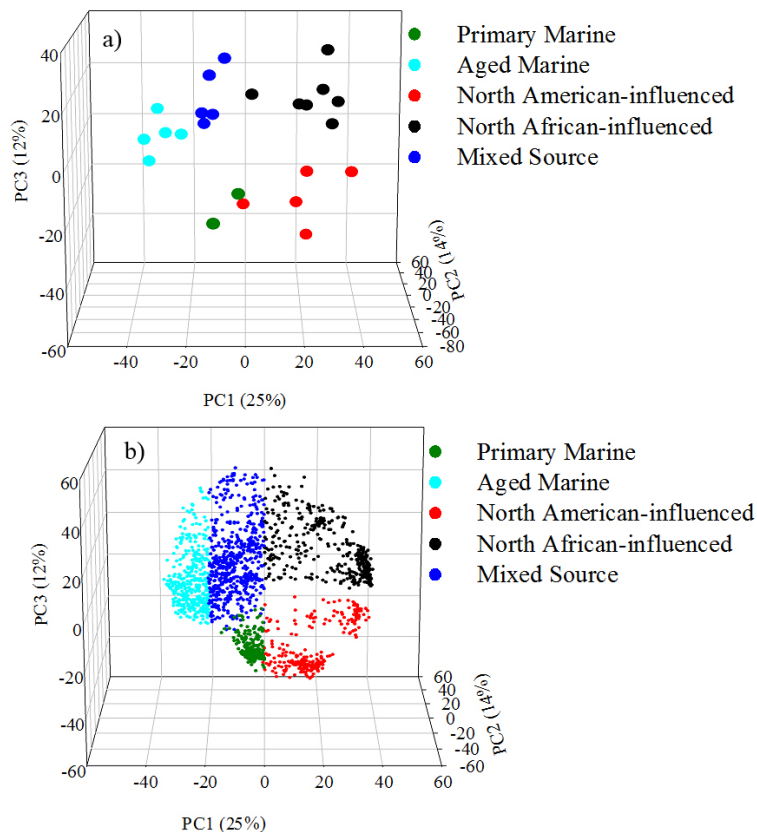 a)
Primary Marine
Aged Marine
North American-influenced
North African-influenced
Mixed Source
PC3 (12%)
40
20
0
-20
-40
-60
PC2 (14%)
60
40
20
0
-20
-40
-60
-80
-40
-20
0
20
40
60
PC1 (25%)
b)
Primary Marine
Aged Marine
North American-influenced
North African-influenced
Mixed Source
PC3 (12%)
60
40
20
0
-20
-40
-60
PC2 (14%)
60
40
20
0
-20
-40
-60
-40
-20
0
20
40
60
PC1 (25%)